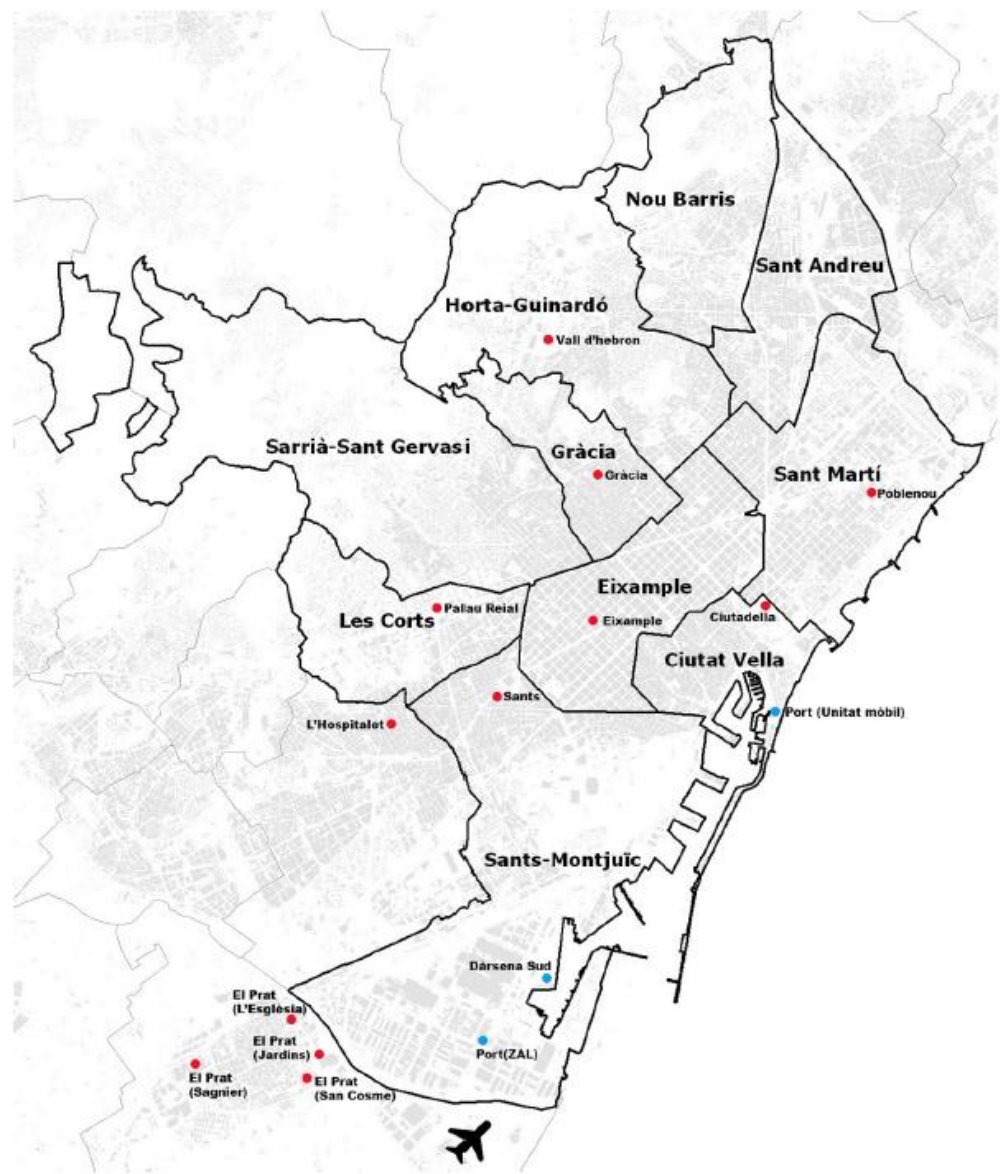 Nou Barris
Sant Andreu
Horta-Guinardó
Vall d'hebron
Sarrià-Sant Gervasi
Gràcia
Gràcia
Sant Martí
Poblenou
Eixample
Les Corts
Palau Reial
Eixample
Ciutadella
Ciutat Vella
Sants
L'Hospitalet
Port (Unitat mòbil)
Sants-Montjuïc
Dàrsena Sud
El Prat
(L'Esglèsia)
El Prat
(Jardins)
Port(ZAL)
El Prat
(Sagnier)
El Prat
(San Cosme)